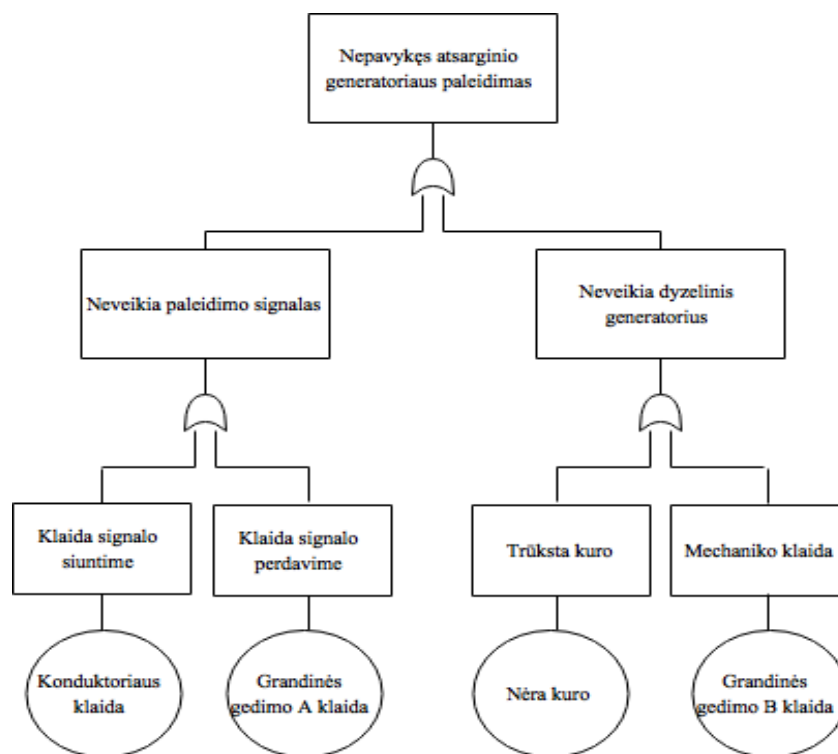 Nepavykęs atsarginio
generatoriaus paleidimas
Neveikia paleidimo signalas
Neveikia dyzelinis
generatorius
Klaida signalo
siuntime
Klaida signalo
perdavime
Trūksta kuro
Mechaniko klaida
Konduktoriaus
klaida
Grandinės
gedimo A klaida
Nėra kuro
Grandinės
gedimo B klaida